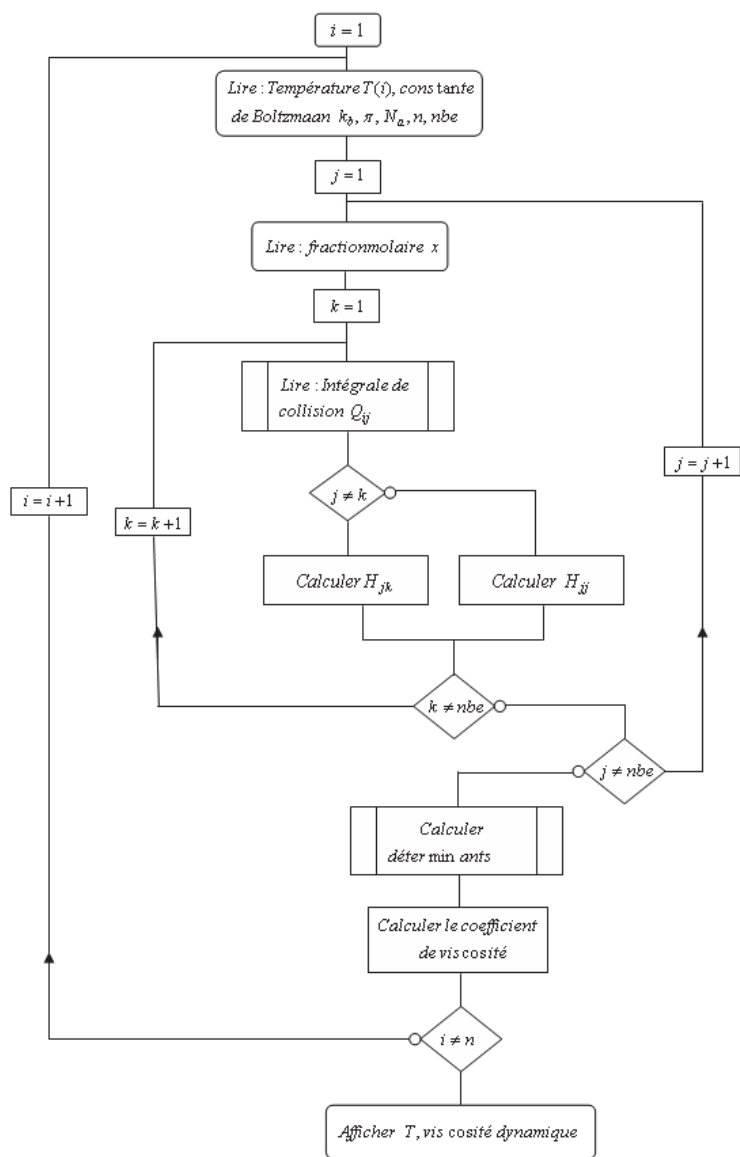 i = 1
Lire : Température T(i), cons tante
de Boltzmaan k_b, π, N_a, n, nbe
j = 1
Lire : fractionmolaire x
k = 1
Lire : Intégrale de
collision Q_ij
j = j+1
j ≠ k
i = i+1
k = k+1
Calculer H_jk
Calculer H_jj
k ≠ nbe
j ≠ nbe
Calculer
déter min ants
Calculer le coefficient
de vis cosité
i ≠ n
Afficher T, vis cosité dynamique